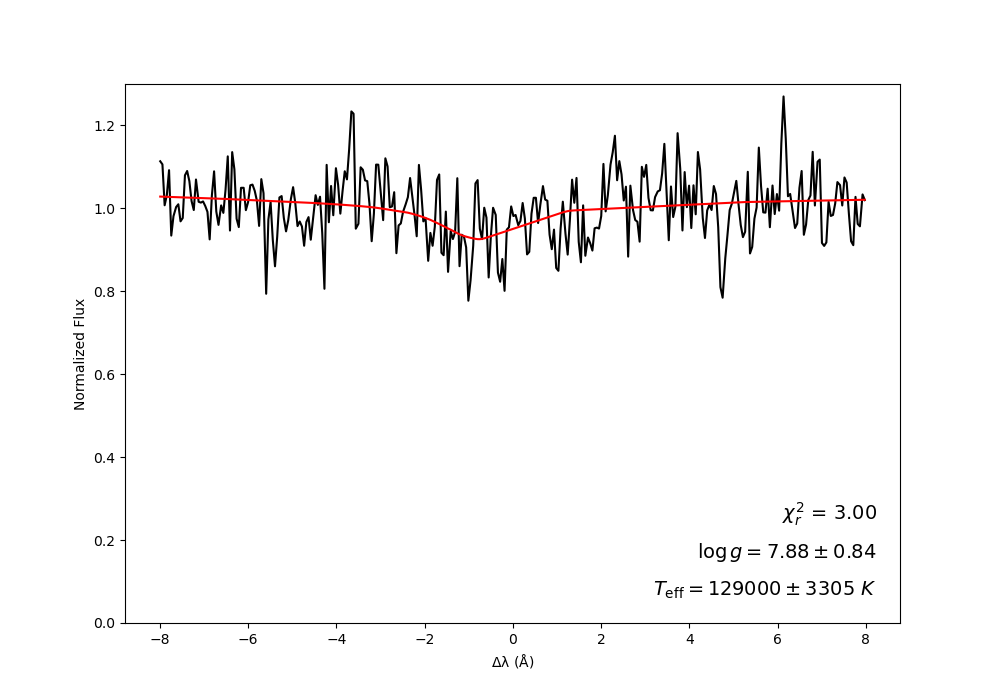 1.2
1.0
0.8
0.6
0.4
0.2
0.0
Normalized Flux
χ²ᵣ = 3.00
log g = 7.88 ± 0.84
T_eff = 129000 ± 3305 K
−8 −6 −4 −2 0 2 4 6 8
Δλ (Å)